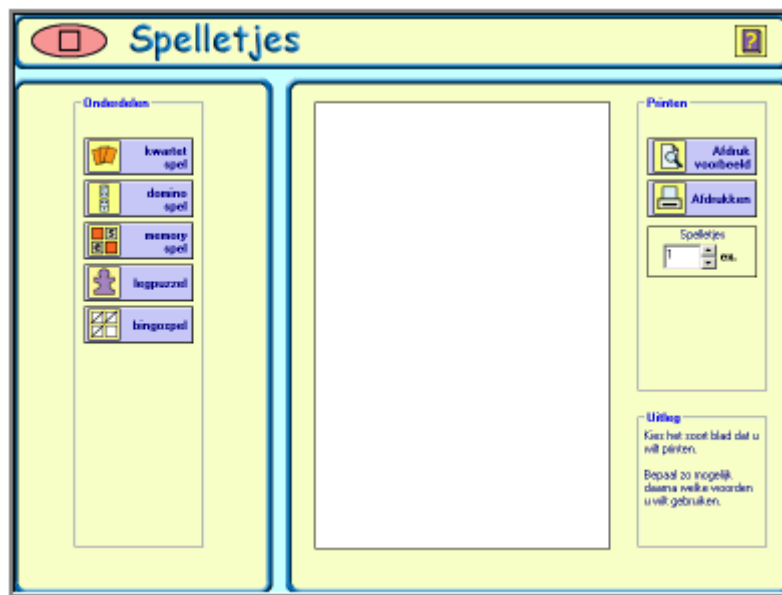 Spelletjes
?
Onderdelen
kwartet
spel
domino
spel
memory
spel
legpuzzel
bingospel
Printen
Afdruk
voorbeeld
Afdrukken
Spelletjes
1
ex.
Uitleg
Kies het soort blad dat u
wilt printen.
Bepaal zo mogelijk
daarna welke woorden
u wilt gebruiken.